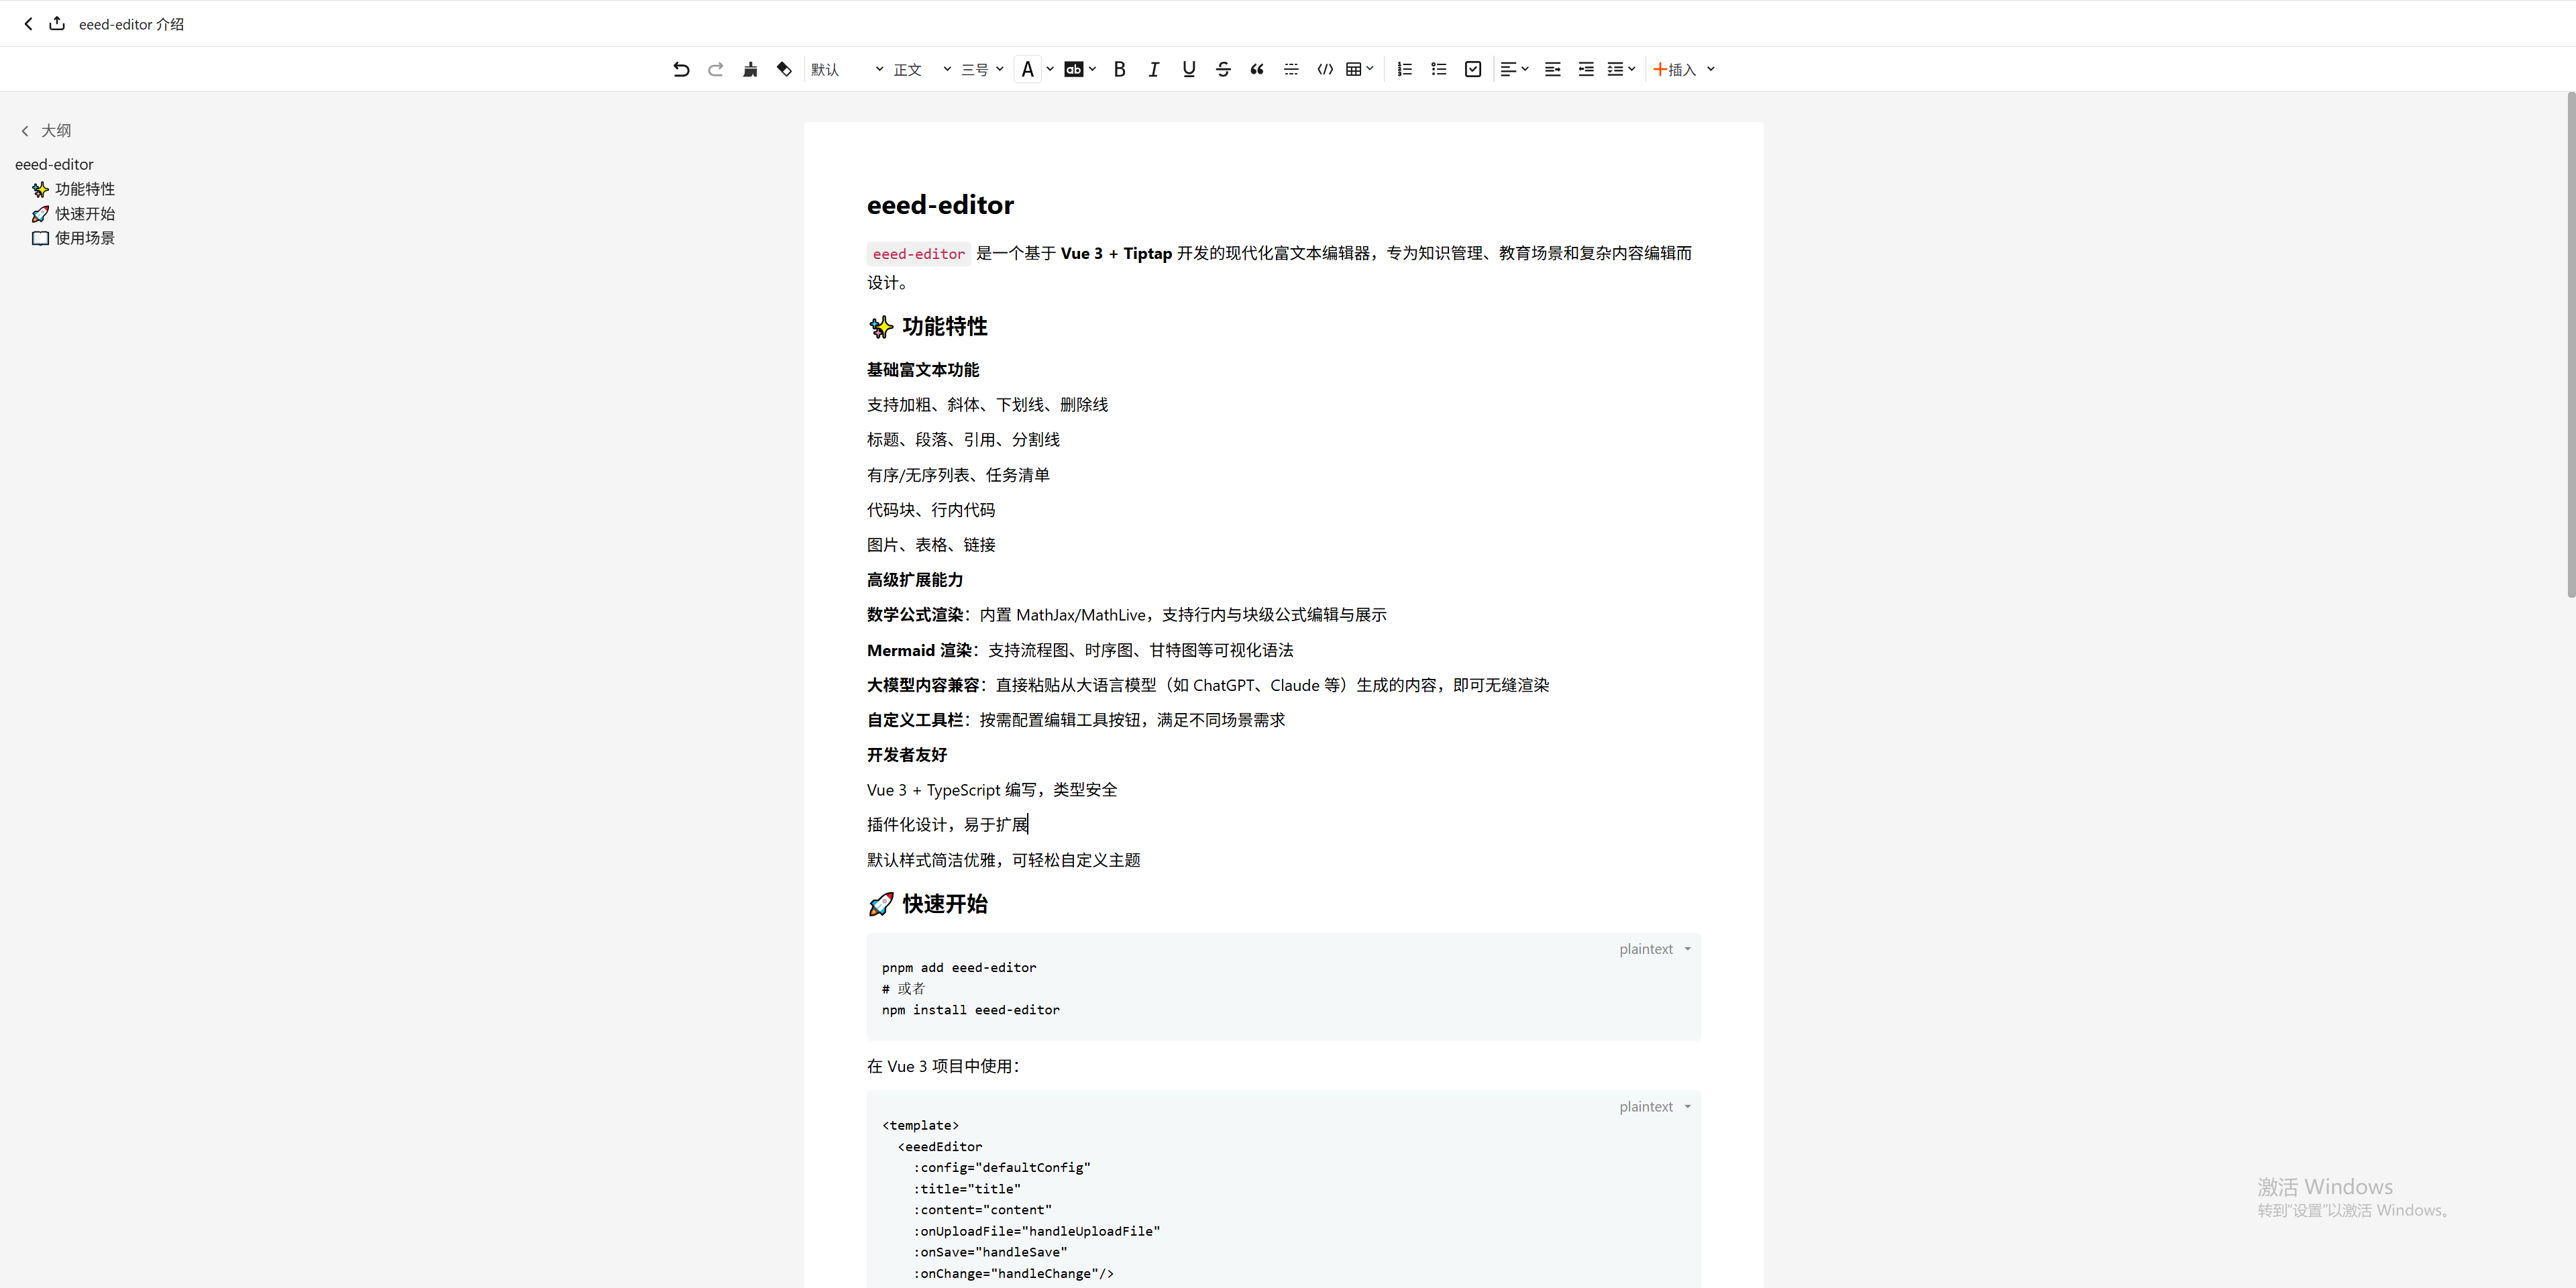 eeed-editor 介绍
默认 正文 三号 A ab B I U S 插入
大纲
eeed-editor
✨ 功能特性
🚀 快速开始
📖 使用场景
eeed-editor
eeed-editor 是一个基于 Vue 3 + Tiptap 开发的现代化富文本编辑器，专为知识管理、教育场景和复杂内容编辑而
设计。
✨ 功能特性
基础富文本功能
支持加粗、斜体、下划线、删除线
标题、段落、引用、分割线
有序/无序列表、任务清单
代码块、行内代码
图片、表格、链接
高级扩展能力
数学公式渲染：内置 MathJax/MathLive，支持行内与块级公式编辑与展示
Mermaid 渲染：支持流程图、时序图、甘特图等可视化语法
大模型内容兼容：直接粘贴从大语言模型（如 ChatGPT、Claude 等）生成的内容，即可无缝渲染
自定义工具栏：按需配置编辑工具按钮，满足不同场景需求
开发者友好
Vue 3 + TypeScript 编写，类型安全
插件化设计，易于扩展
默认样式简洁优雅，可轻松自定义主题
🚀 快速开始
plaintext
pnpm add eeed-editor
# 或者
npm install eeed-editor
在 Vue 3 项目中使用：
plaintext
<template>
  <eeedEditor
    :config="defaultConfig"
    :title="title"
    :content="content"
    :onUploadFile="handleUploadFile"
    :onSave="handleSave"
    :onChange="handleChange"/>
激活 Windows
转到"设置"以激活 Windows。